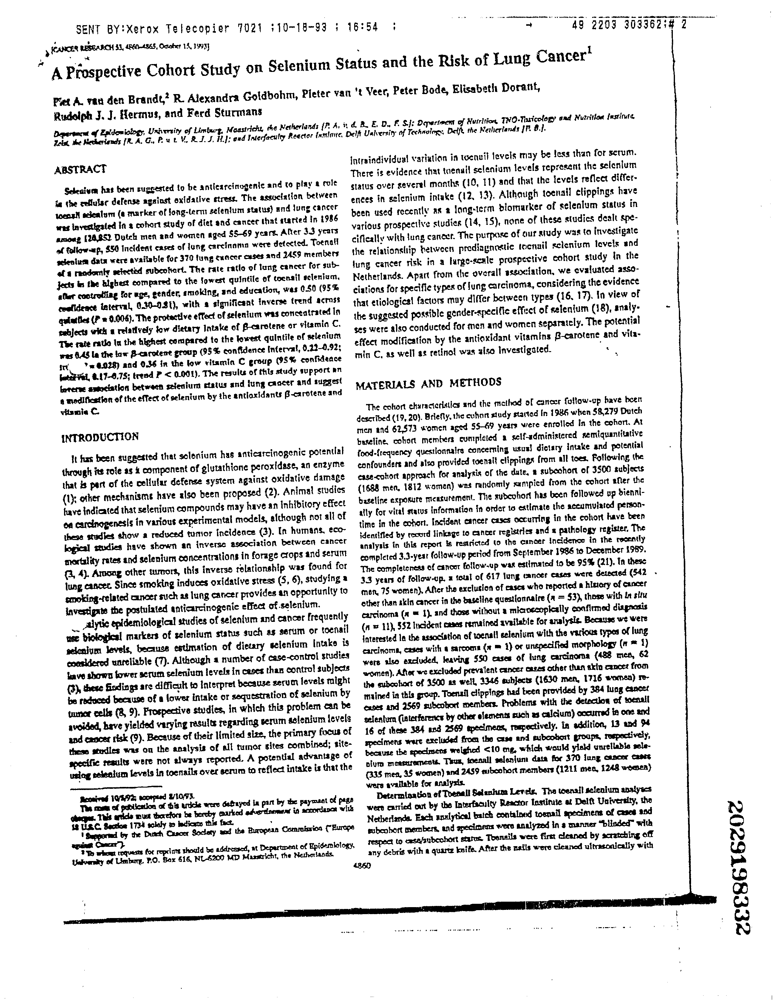 SENT BY:Xerox Telecopier 7021 ;10-18-93 ; 16:54 ; → 49 2203 303362;# 2
[CANCER RESEARCH 53, 4860-4865, October 15, 1993]
A Prospective Cohort Study on Selenium Status and the Risk of Lung Cancer¹
Piet A. van den Brandt,² R. Alexandra Goldbohm, Pieter van 't Veer, Peter Bode, Elisabeth Dorant,
Rudolph J. J. Hermus, and Ferd Sturmans
Department of Epidemiology, University of Limburg, Maastricht, the Netherlands [P. A. v. d. B., E. D., F. S.]; Department of Nutrition, TNO-Toxicology and Nutrition Institute,
Zeist, the Netherlands [R. A. G., P. v. t. V., R. J. J. H.]; and Interfaculty Reactor Institute, Delft University of Technology, Delft, the Netherlands [P. B.].
ABSTRACT
Selenium has been suggested to be anticarcinogenic and to play a role
in the cellular defense against oxidative stress. The association between
toenail selenium (a marker of long-term selenium status) and lung cancer
was investigated in a cohort study of diet and cancer that started in 1986
among 120,852 Dutch men and women aged 55–69 years. After 3.3 years
of follow-up, 550 incident cases of lung carcinoma were detected. Toenail
selenium data were available for 370 lung cancer cases and 2459 members
of a randomly selected subcohort. The rate ratio of lung cancer for sub-
jects in the highest compared to the lowest quintile of toenail selenium,
after controlling for age, gender, smoking, and education, was 0.50 (95%
confidence interval, 0.30–0.81), with a significant inverse trend across
quintiles (P = 0.006). The protective effect of selenium was concentrated in
subjects with a relatively low dietary intake of β-carotene or vitamin C.
The rate ratio in the highest compared to the lowest quintile of selenium
was 0.45 in the low β-carotene group (95% confidence interval, 0.22–0.92;
= 0.028) and 0.36 in the low vitamin C group (95% confidence
interval, 0.17–0.75; trend P < 0.001). The results of this study support an
inverse association between selenium status and lung cancer and suggest
a modification of the effect of selenium by the antioxidants β-carotene and
vitamin C.
INTRODUCTION
It has been suggested that selenium has anticarcinogenic potential
through its role as a component of glutathione peroxidase, an enzyme
that is part of the cellular defense system against oxidative damage
(1); other mechanisms have also been proposed (2). Animal studies
have indicated that selenium compounds may have an inhibitory effect
on carcinogenesis in various experimental models, although not all of
these studies show a reduced tumor incidence (3). In humans, eco-
logical studies have shown an inverse association between cancer
mortality rates and selenium concentrations in forage crops and serum
(3, 4). Among other tumors, this inverse relationship was found for
lung cancer. Since smoking induces oxidative stress (5, 6), studying a
smoking-related cancer such as lung cancer provides an opportunity to
investigate the postulated anticarcinogenic effect of selenium.
alytic epidemiological studies of selenium and cancer frequently
use biological markers of selenium status such as serum or toenail
selenium levels, because estimation of dietary selenium intake is
considered unreliable (7). Although a number of case-control studies
have shown lower serum selenium levels in cases than control subjects
(3), these findings are difficult to interpret because serum levels might
be reduced because of a lower intake or sequestration of selenium by
tumor cells (8, 9). Prospective studies, in which this problem can be
avoided, have yielded varying results regarding serum selenium levels
and cancer risk (9). Because of their limited size, the primary focus of
these studies was on the analysis of all tumor sites combined; site-
specific results were not always reported. A potential advantage of
using selenium levels in toenails over serum to reflect intake is that the
Received 10/5/92; accepted 8/10/93.
The costs of publication of this article were defrayed in part by the payment of page
charges. This article must therefore be hereby marked advertisement in accordance with
18 U.S.C. Section 1734 solely to indicate this fact.
¹ Supported by the Dutch Cancer Society and the European Commission ("Europe
against Cancer").
² To whom requests for reprints should be addressed, at Department of Epidemiology,
University of Limburg, P.O. Box 616, NL-6200 MD Maastricht, the Netherlands.
intraindividual variation in toenail levels may be less than for serum.
There is evidence that toenail selenium levels represent the selenium
status over several months (10, 11) and that the levels reflect differ-
ences in selenium intake (12, 13). Although toenail clippings have
been used recently as a long-term biomarker of selenium status in
various prospective studies (14, 15), none of these studies dealt spe-
cifically with lung cancer. The purpose of our study was to investigate
the relationship between prediagnostic toenail selenium levels and
lung cancer risk in a large-scale prospective cohort study in the
Netherlands. Apart from the overall association, we evaluated asso-
ciations for specific types of lung carcinoma, considering the evidence
that etiological factors may differ between types (16, 17). In view of
the suggested possible gender-specific effect of selenium (18), analy-
ses were also conducted for men and women separately. The potential
effect modification by the antioxidant vitamins β-carotene and vita-
min C, as well as retinol was also investigated.
MATERIALS AND METHODS
The cohort characteristics and the method of cancer follow-up have been
described (19, 20). Briefly, the cohort study started in 1986 when 58,279 Dutch
men and 62,573 women aged 55–69 years were enrolled in the cohort. At
baseline, cohort members completed a self-administered semiquantitative
food-frequency questionnaire concerning usual dietary intake and potential
confounders and also provided toenail clippings from all toes. Following the
case-cohort approach for analysis of the data, a subcohort of 3500 subjects
(1688 men, 1812 women) was randomly sampled from the cohort after the
baseline exposure measurement. The subcohort has been followed up bienni-
ally for vital status information in order to estimate the accumulated person-
time in the cohort. Incident cancer cases occurring in the cohort have been
identified by record linkage to cancer registries and a pathology register. The
analysis in this report is restricted to the cancer incidence in the recently
completed 3.3-year follow-up period from September 1986 to December 1989.
The completeness of cancer follow-up was estimated to be 95% (21). In these
3.3 years of follow-up, a total of 617 lung cancer cases were detected (542
men, 75 women). After the exclusion of cases who reported a history of cancer
other than skin cancer in the baseline questionnaire (n = 53), those with in situ
carcinoma (n = 1), and those without a microscopically confirmed diagnosis
(n = 11), 552 incident cases remained available for analysis. Because we were
interested in the association of toenail selenium with the various types of lung
carcinoma, cases with a sarcoma (n = 1) or unspecified morphology (n = 1)
were also excluded, leaving 550 cases of lung carcinoma (488 men, 62
women). After we excluded prevalent cancer cases other than skin cancer from
the subcohort of 3500 as well, 3346 subjects (1630 men, 1716 women) re-
mained in this group. Toenail clippings had been provided by 384 lung cancer
cases and 2569 subcohort members. Problems with the detection of toenail
selenium (interference by other elements such as calcium) occurred in one and
16 of these 384 and 2569 specimens, respectively. In addition, 13 and 94
specimens were excluded from the case and subcohort groups, respectively,
because the specimens weighed <10 mg, which would yield unreliable sele-
nium measurements. Thus, toenail selenium data for 370 lung cancer cases
(335 men, 35 women) and 2459 subcohort members (1211 men, 1248 women)
were available for analysis.
Determination of Toenail Selenium Levels. The toenail selenium analyses
were carried out by the Interfaculty Reactor Institute at Delft University, the
Netherlands. Each analytical batch contained toenail specimens of cases and
subcohort members, and specimens were analyzed in a manner "blinded" with
respect to case/subcohort status. Toenails were first cleaned by scratching off
any debris with a quartz knife. After the nails were cleaned ultrasonically with
4860
2029198332